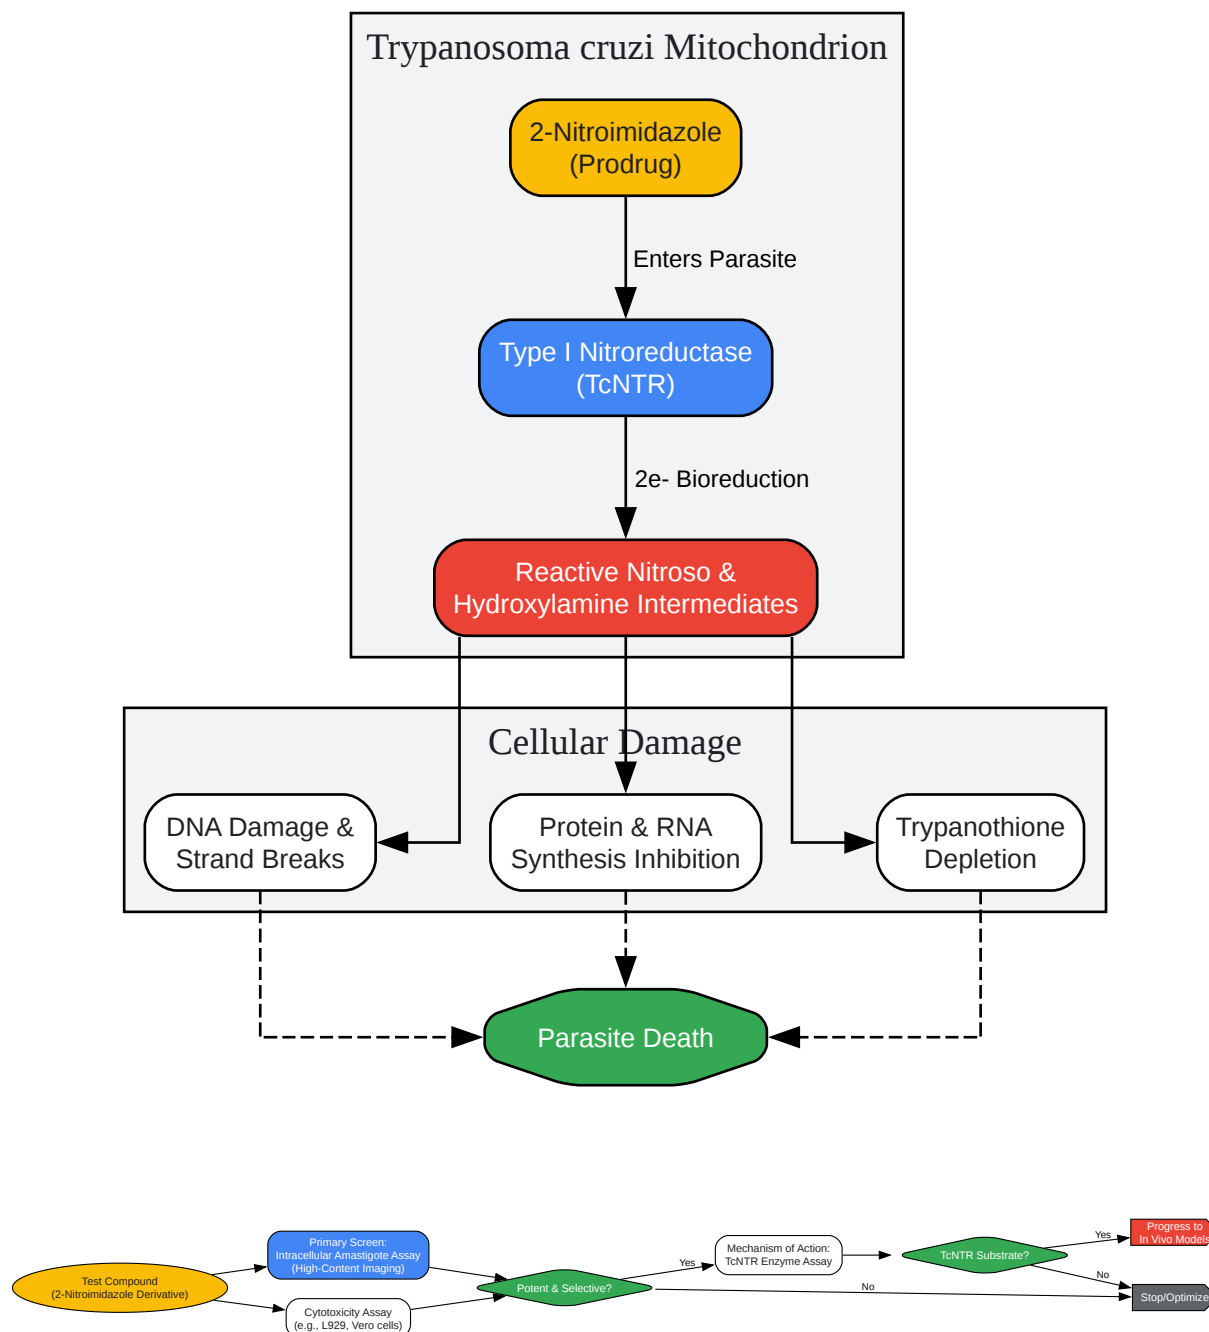 Trypanosoma cruzi Mitochondrion
2-Nitroimidazole
(Prodrug)
Enters Parasite
Type I Nitroreductase
(TcNTR)
2e- Bioreduction
Reactive Nitroso &
Hydroxylamine Intermediates
Cellular Damage
DNA Damage &
Strand Breaks
Protein & RNA
Synthesis Inhibition
Trypanothione
Depletion
Parasite Death
Test Compound
(2-Nitroimidazole Derivative)
Primary Screen:
Intracellular Amastigote Assay
(High-Content Imaging)
Cytotoxicity Assay
(e.g., L929, Vero cells)
Potent & Selective?
Yes
No
Mechanism of Action:
TcNTR Enzyme Assay
TcNTR Substrate?
Yes
No
Progress to
In Vivo Models
Stop/Optimize